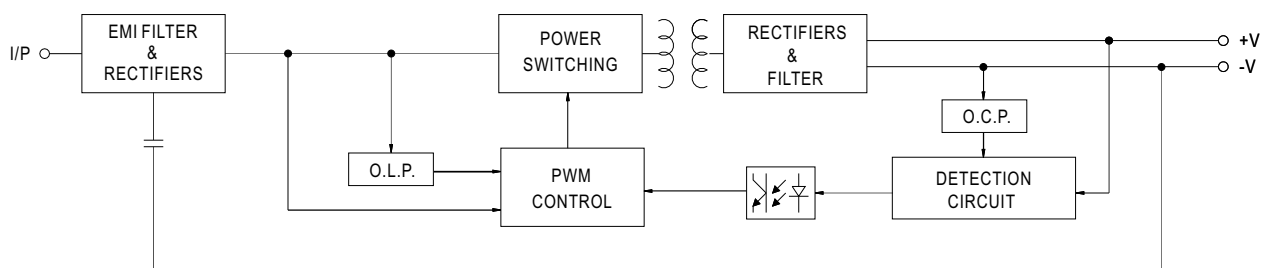 I/P
EMI FILTER
&
RECTIFIERS
POWER
SWITCHING
RECTIFIERS
&
FILTER
+V
-V
O.C.P.
O.L.P.
PWM
CONTROL
DETECTION
CIRCUIT